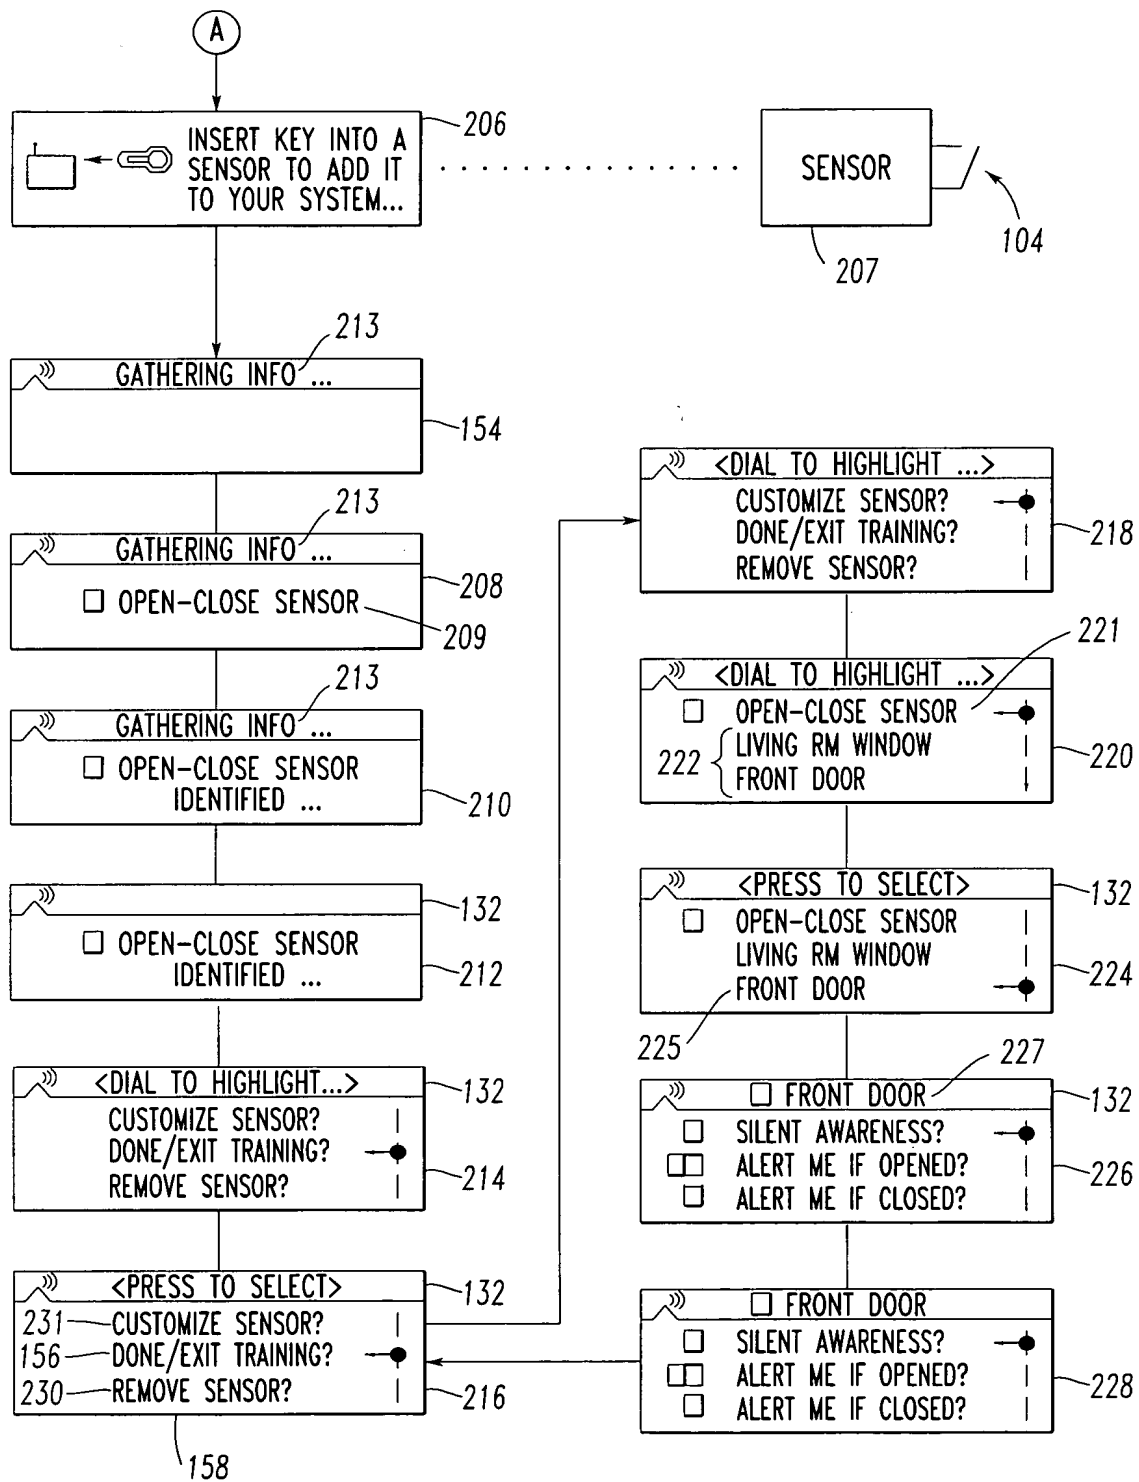 A
INSERT KEY INTO A
SENSOR TO ADD IT
TO YOUR SYSTEM...
206
SENSOR
207
104
213
GATHERING INFO ...
154
213
GATHERING INFO ...
208
OPEN-CLOSE SENSOR
209
213
GATHERING INFO ...
OPEN-CLOSE SENSOR
IDENTIFIED ...
210
132
OPEN-CLOSE SENSOR
IDENTIFIED ...
212
<DIAL TO HIGHLIGHT...>
132
CUSTOMIZE SENSOR?
DONE/EXIT TRAINING?
REMOVE SENSOR?
214
<PRESS TO SELECT>
132
231 CUSTOMIZE SENSOR?
156 DONE/EXIT TRAINING?
230 REMOVE SENSOR?
216
158
<DIAL TO HIGHLIGHT ...>
CUSTOMIZE SENSOR?
DONE/EXIT TRAINING?
218
REMOVE SENSOR?
221
<DIAL TO HIGHLIGHT ...>
OPEN-CLOSE SENSOR
LIVING RM WINDOW
222
220
FRONT DOOR
<PRESS TO SELECT>
132
OPEN-CLOSE SENSOR
LIVING RM WINDOW
224
FRONT DOOR
225
227
FRONT DOOR
132
SILENT AWARENESS?
ALERT ME IF OPENED?
226
ALERT ME IF CLOSED?
FRONT DOOR
SILENT AWARENESS?
ALERT ME IF OPENED?
228
ALERT ME IF CLOSED?